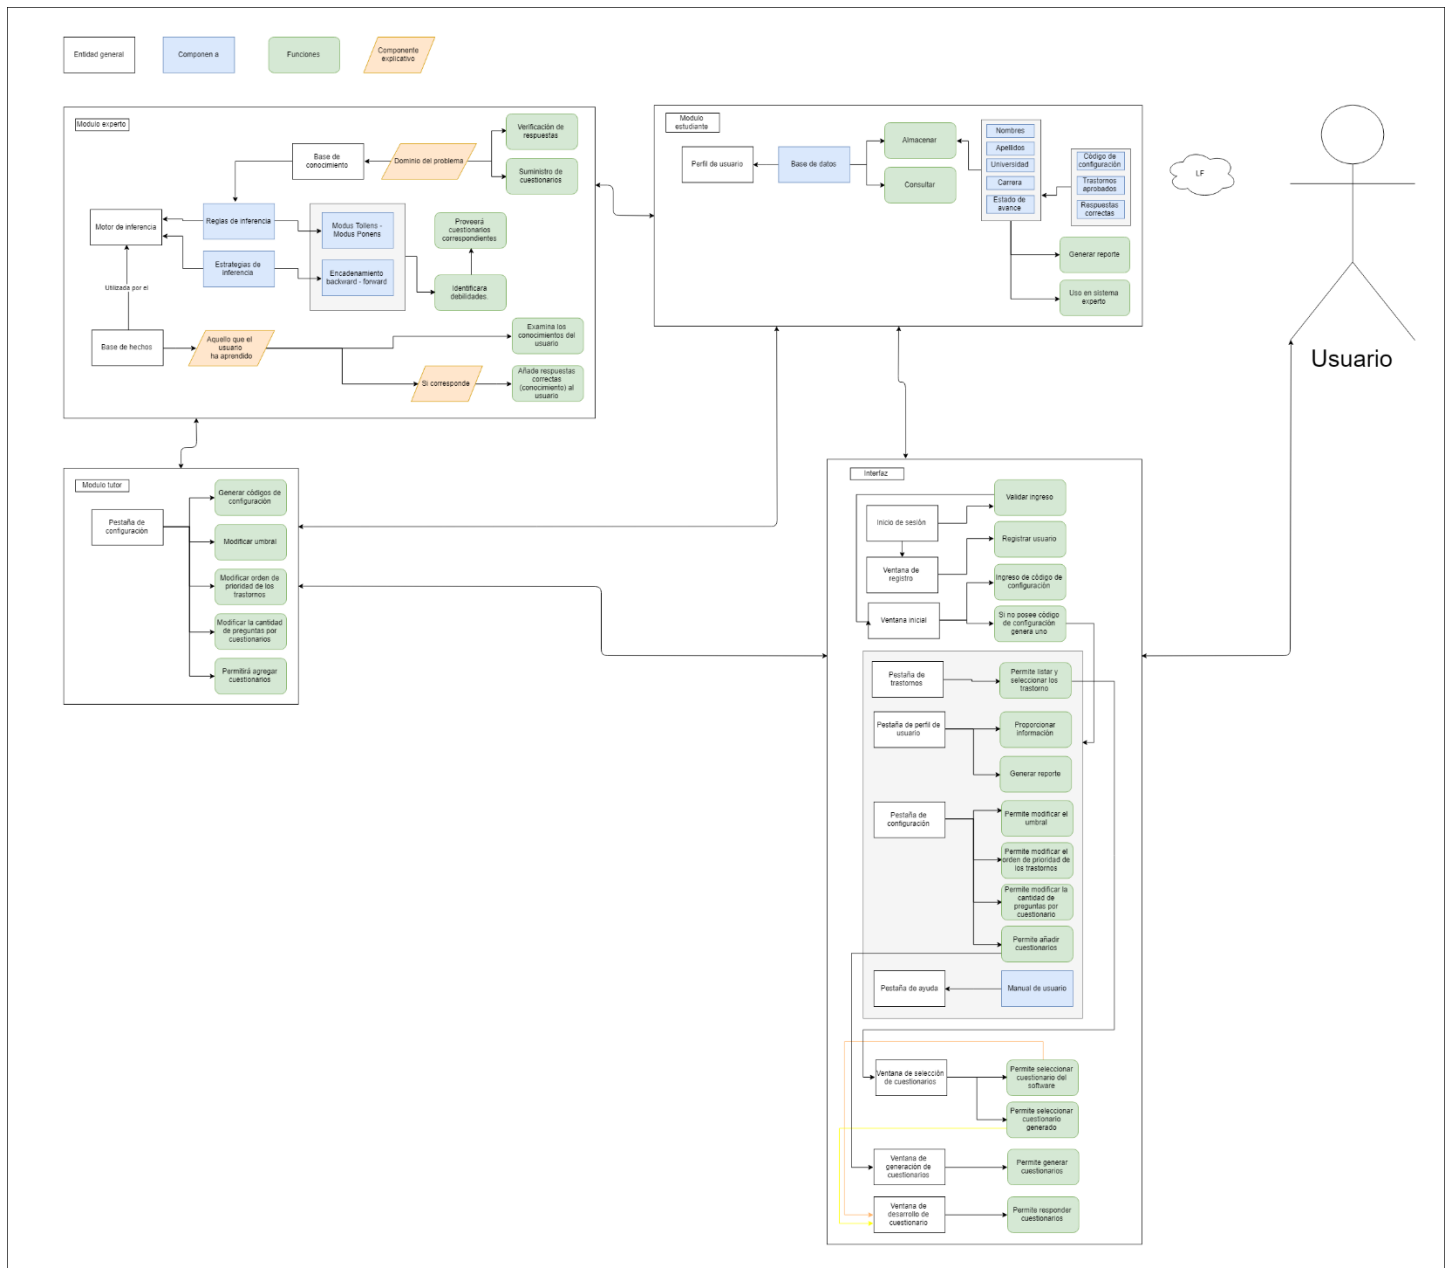 Entidad general
Componen a
Funciones
Componente
explicativo
Modulo experto
Verificación de
respuestas
Base de
conocimiento
Dominio del problema
Suministro de
cuestionarios
Motor de inferencia
Reglas de inferencia
Modus Tollens -
Modus Ponens
Proveerá
cuestionarios
correspondientes
Estrategias de
inferencia
Encadenamiento
backward - forward
Identificara
debilidades.
Utilizada por el
Base de hechos
Aquello que el
usuario
ha aprendido
Examina los
conocimientos del
usuario
Si corresponde
Añade respuestas
correctas
(conocimiento) al
usuario
Modulo
estudiante
Perfil de usuario
Base de datos
Almacenar
Consultar
Nombres
Apellidos
Universidad
Carrera
Estado de
avance
Código de
configuración
Trastornos
aprobados
Respuestas
correctas
Generar reporte
Uso en sistema
experto
LF
Usuario
Modulo tutor
Pestaña de
configuración
Generar códigos de
configuración
Modificar umbral
Modificar orden de
prioridad de los
trastornos
Modificar la cantidad
de preguntas por
cuestionarios
Permitirá agregar
cuestionarios
Interfaz
Inicio de sesión
Validar ingreso
Ventana de
registro
Registrar usuario
Ventana inicial
Ingreso de código de
configuración
Si no posee código
de configuración
genera uno
Pestaña de
trastornos
Permite listar y
seleccionar los
trastorno
Pestaña de perfil de
usuario
Proporcionar
información
Generar reporte
Pestaña de
configuración
Permite modificar el
umbral
Permite modificar el
orden de prioridad de
los trastornos
Permite modificar la
cantidad de
preguntas por
cuestionario
Permite añadir
cuestionarios
Pestaña de ayuda
Manual de usuario
Ventana de selección
de cuestionarios
Permite seleccionar
cuestionario del
software
Permite seleccionar
cuestionario
generado
Ventana de
generación de
cuestionarios
Permite generar
cuestionarios
Ventana de
desarrollo de
cuestionario
Permite responder
cuestionarios